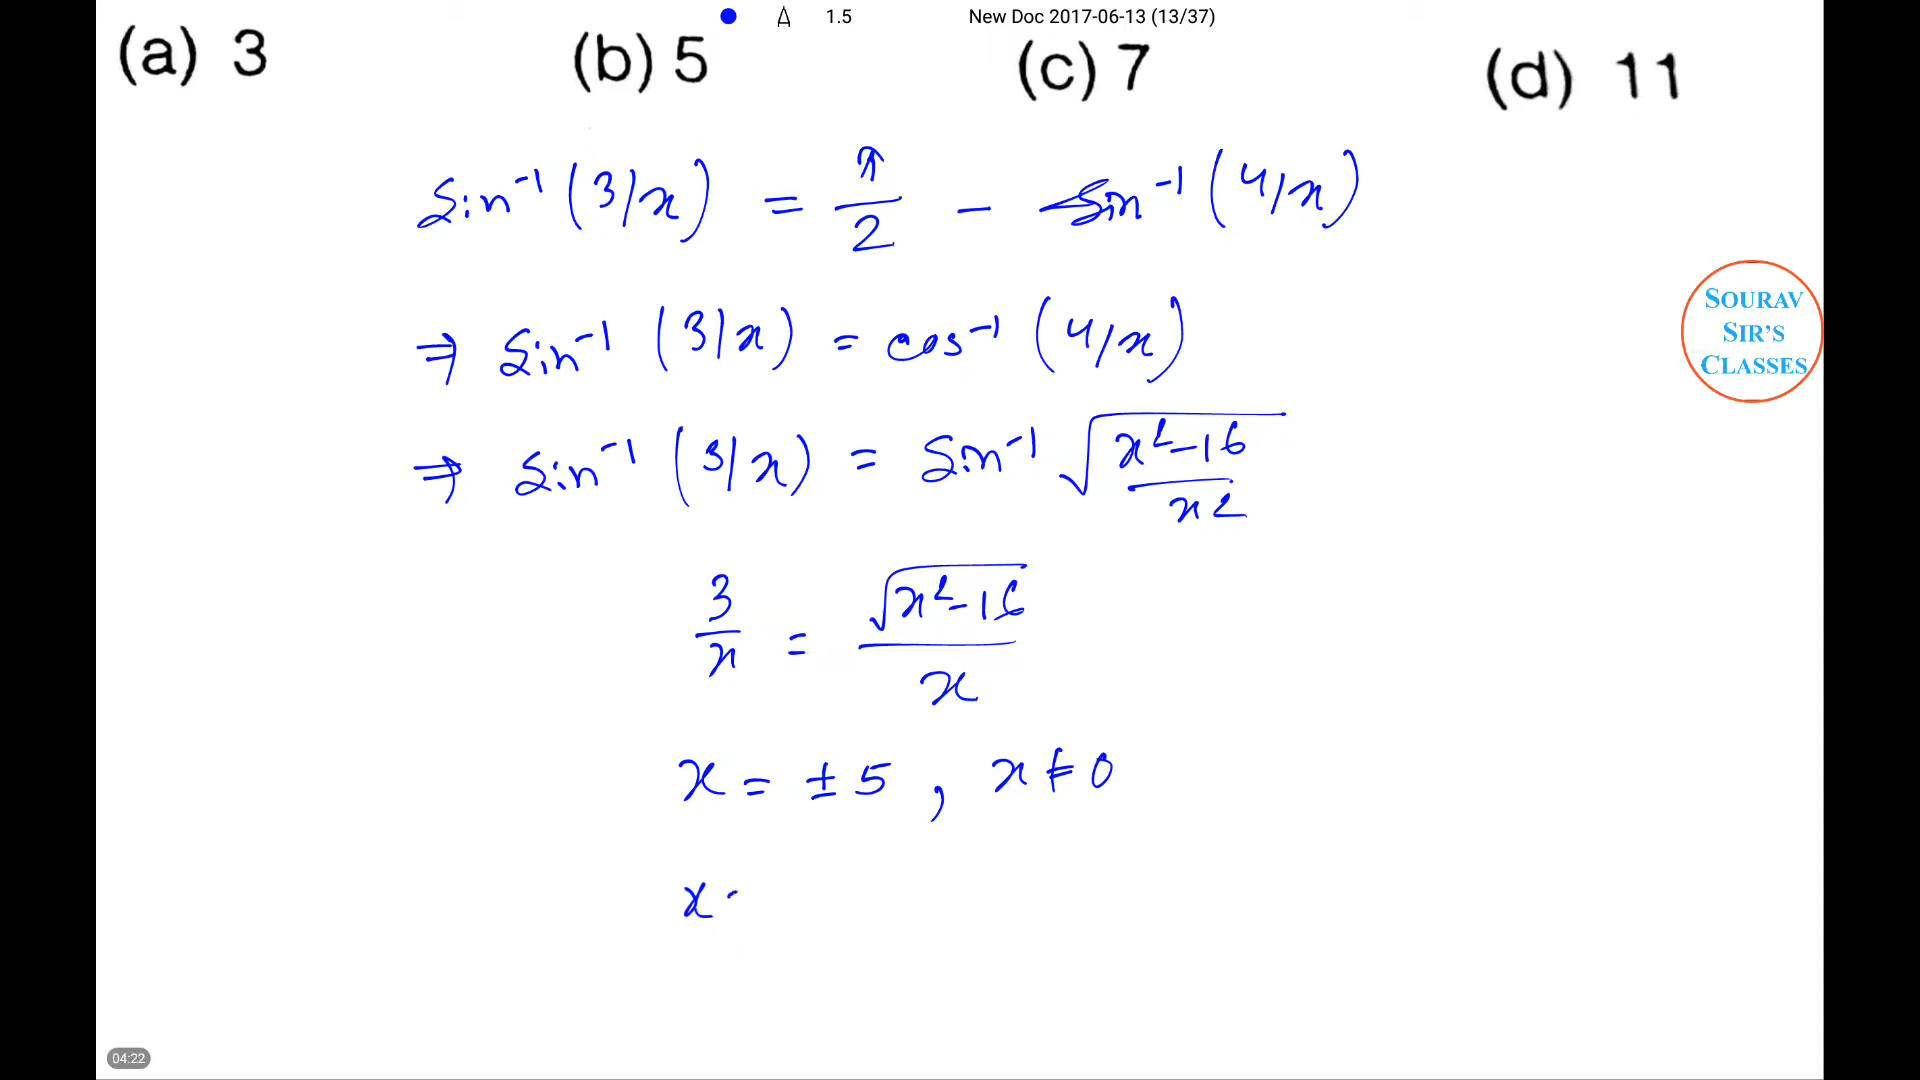 1.5 New Doc 2017-06-13 (13/37)
(a) 3 (b) 5 (c) 7 (d) 11
Sin⁻¹ (3/x) = π/2 - Sin⁻¹ (4/x)
⇒ Sin⁻¹ (3/x) = cos⁻¹ (4/x)
⇒ Sin⁻¹ (3/x) = Sin⁻¹ √(x²-16/x²)
3/x = √(x²-16)/x
x = ±5, x ≠ 0
x -
SOURAV
SIR'S
CLASSES
04:22